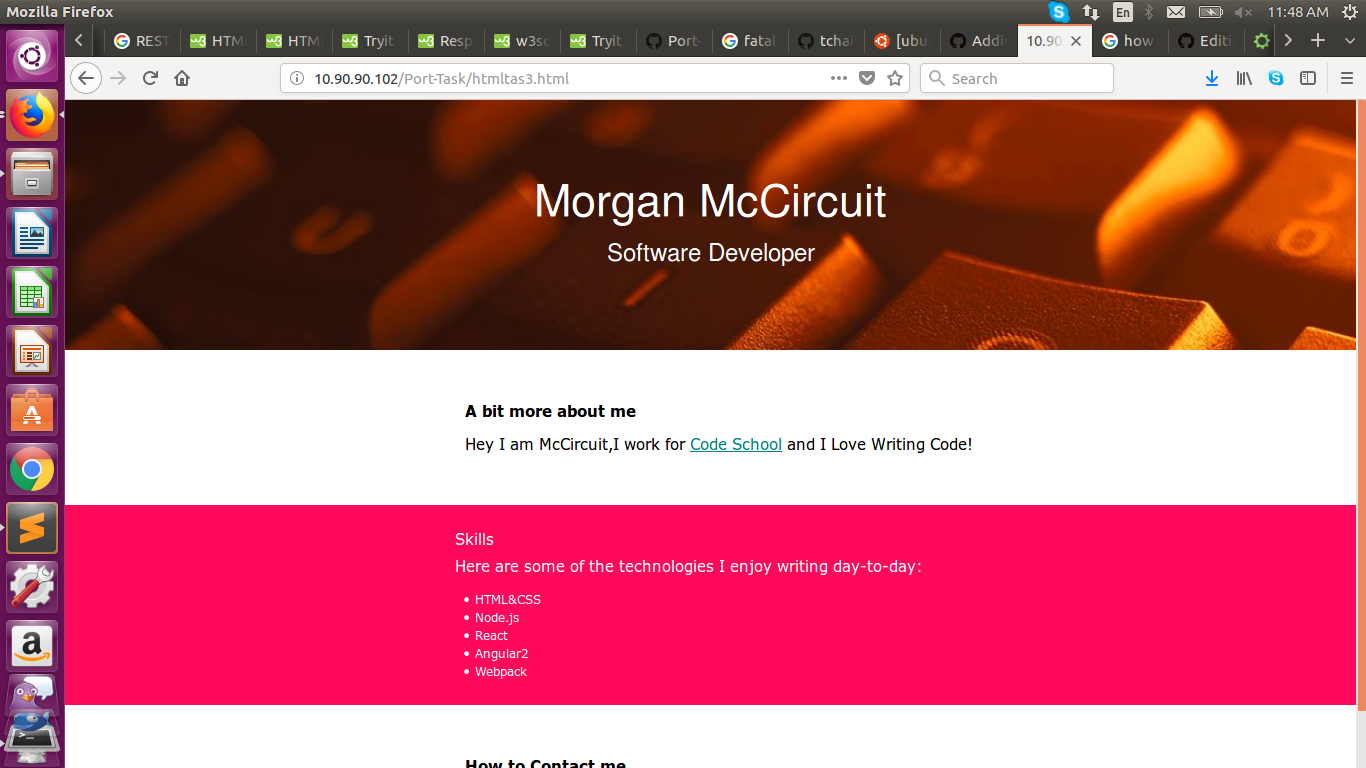 Mozilla Firefox
En
11:48 AM
REST
HTM
HTM
Tryit
Resp
w3sc
Tryit
Port-
fatal
tchai
[ubu
Addi
10.90.
how
Editi
10.90.90.102/Port-Task/htmltas3.html
Search
Morgan McCircuit
Software Developer
A bit more about me
Hey I am McCircuit,I work for Code School and I Love Writing Code!
Skills
Here are some of the technologies I enjoy writing day-to-day:
• HTML&CSS
• Node.js
• React
• Angular2
• Webpack
How to Contact me